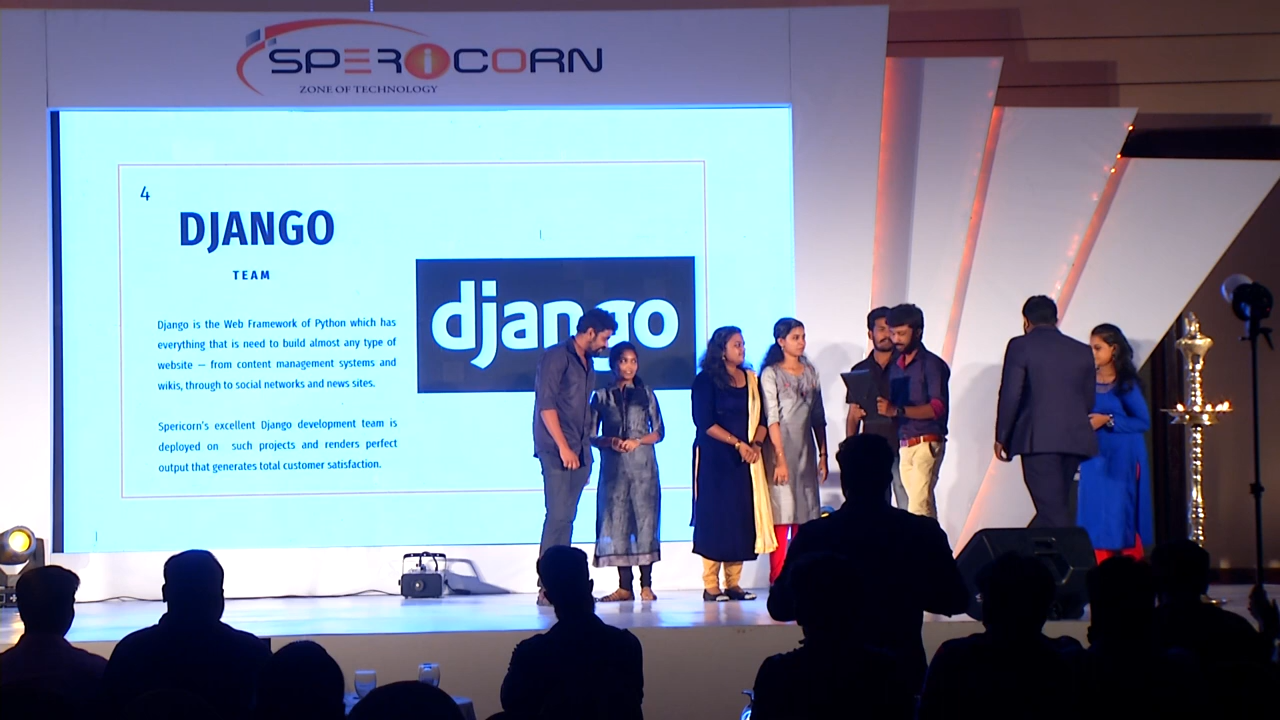 SPERiCORN
ZONE OF TECHNOLOGY
4
DJANGO
TEAM
Django is the Web Framework of Python which has
everything that is need to build almost any type of
website — from content management systems and
wikis, through to social networks and news sites.
Spericorn's excellent Django development team is
deployed on such projects and renders perfect
output that generates total customer satisfaction.
django